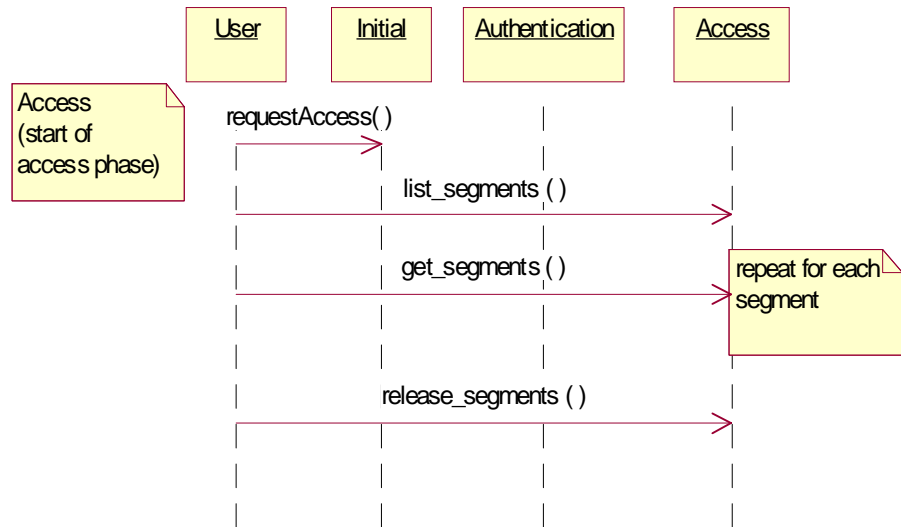 User
Initial
Authentication
Access
Access
(start of
access phase)
requestAccess( )
list_segments ( )
get_segments ( )
repeat for each
segment
release_segments ( )